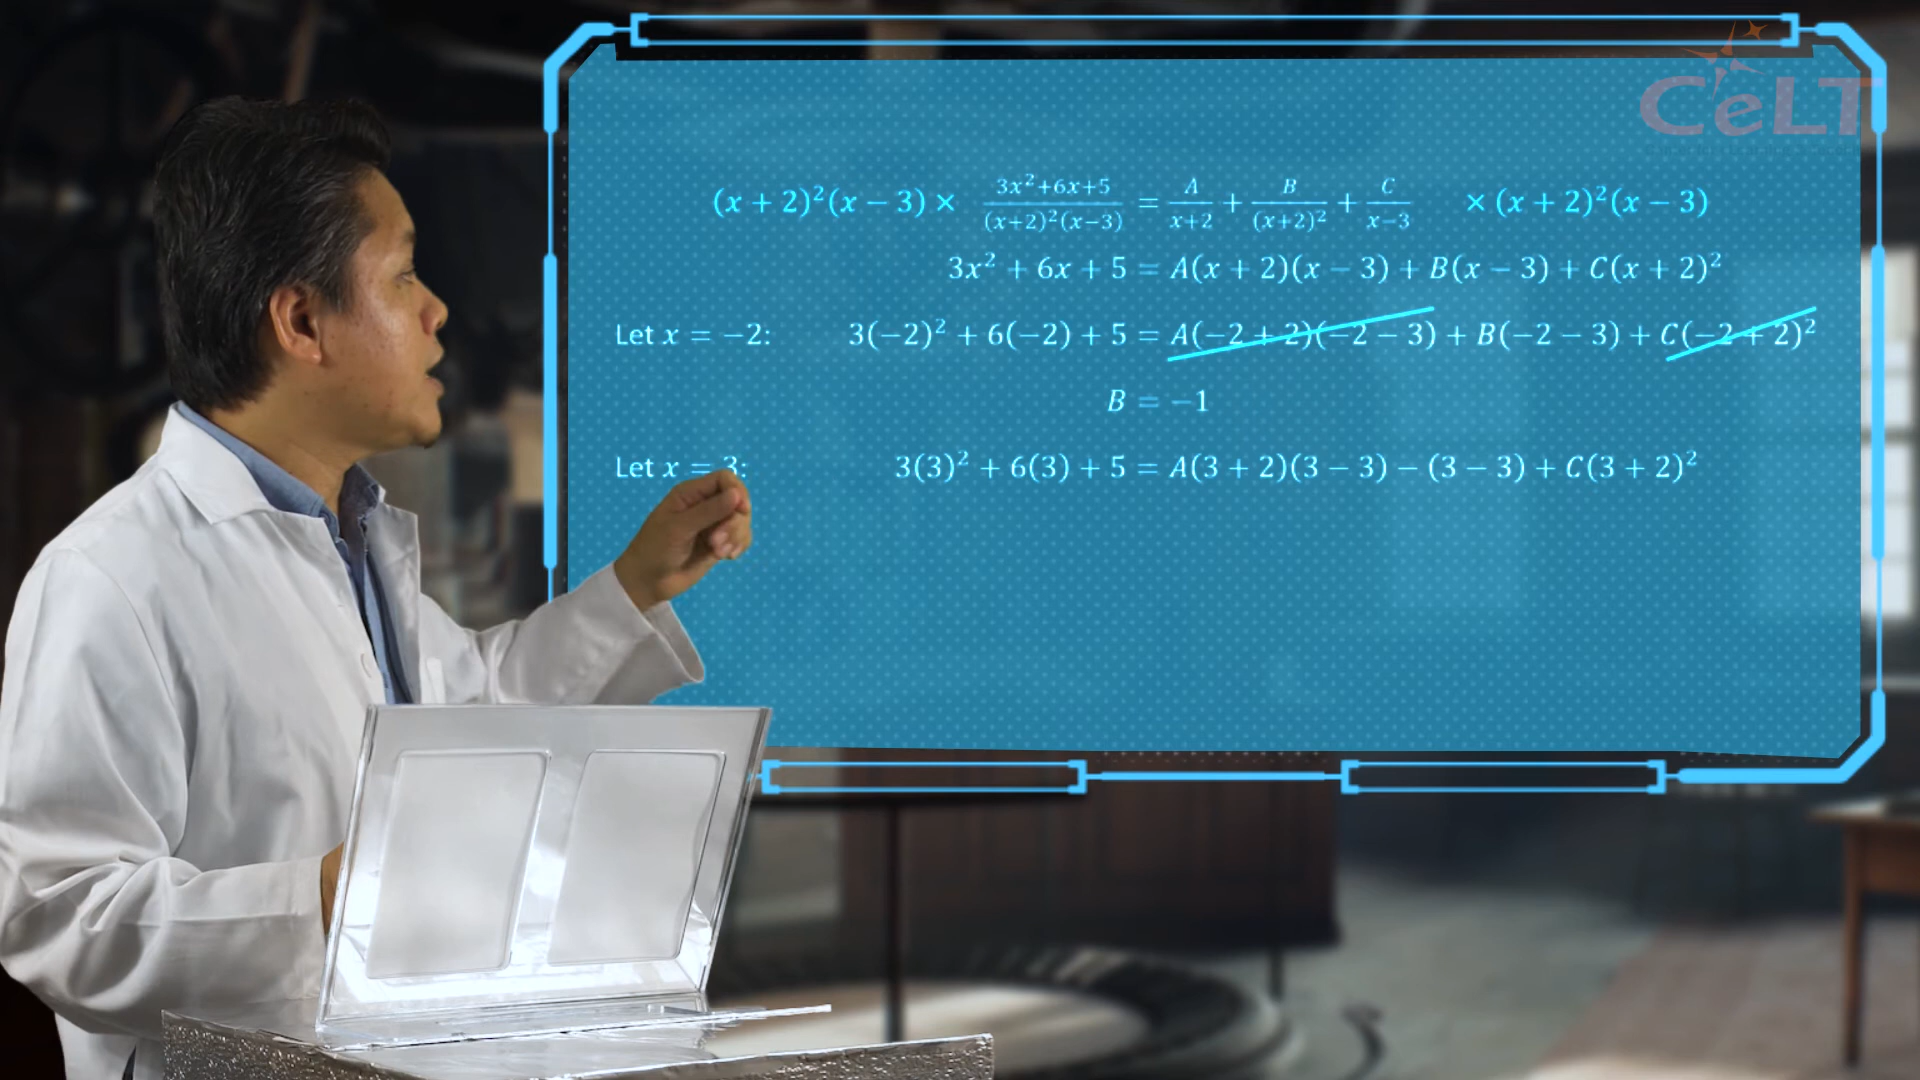 CeLT
(x + 2)²(x − 3) × (3x²+6x+5)/((x+2)²(x−3)) = A/(x+2) + B/((x+2)²) + C/(x−3) × (x + 2)²(x − 3)
3x² + 6x + 5 = A(x + 2)(x − 3) + B(x − 3) + C(x + 2)²
Let x = −2: 3(−2)² + 6(−2) + 5 = A(−2 + 2)(−2 − 3) + B(−2 − 3) + C(−2 + 2)²
B = −1
Let x = 3: 3(3)² + 6(3) + 5 = A(3 + 2)(3 − 3) − (3 − 3) + C(3 + 2)²